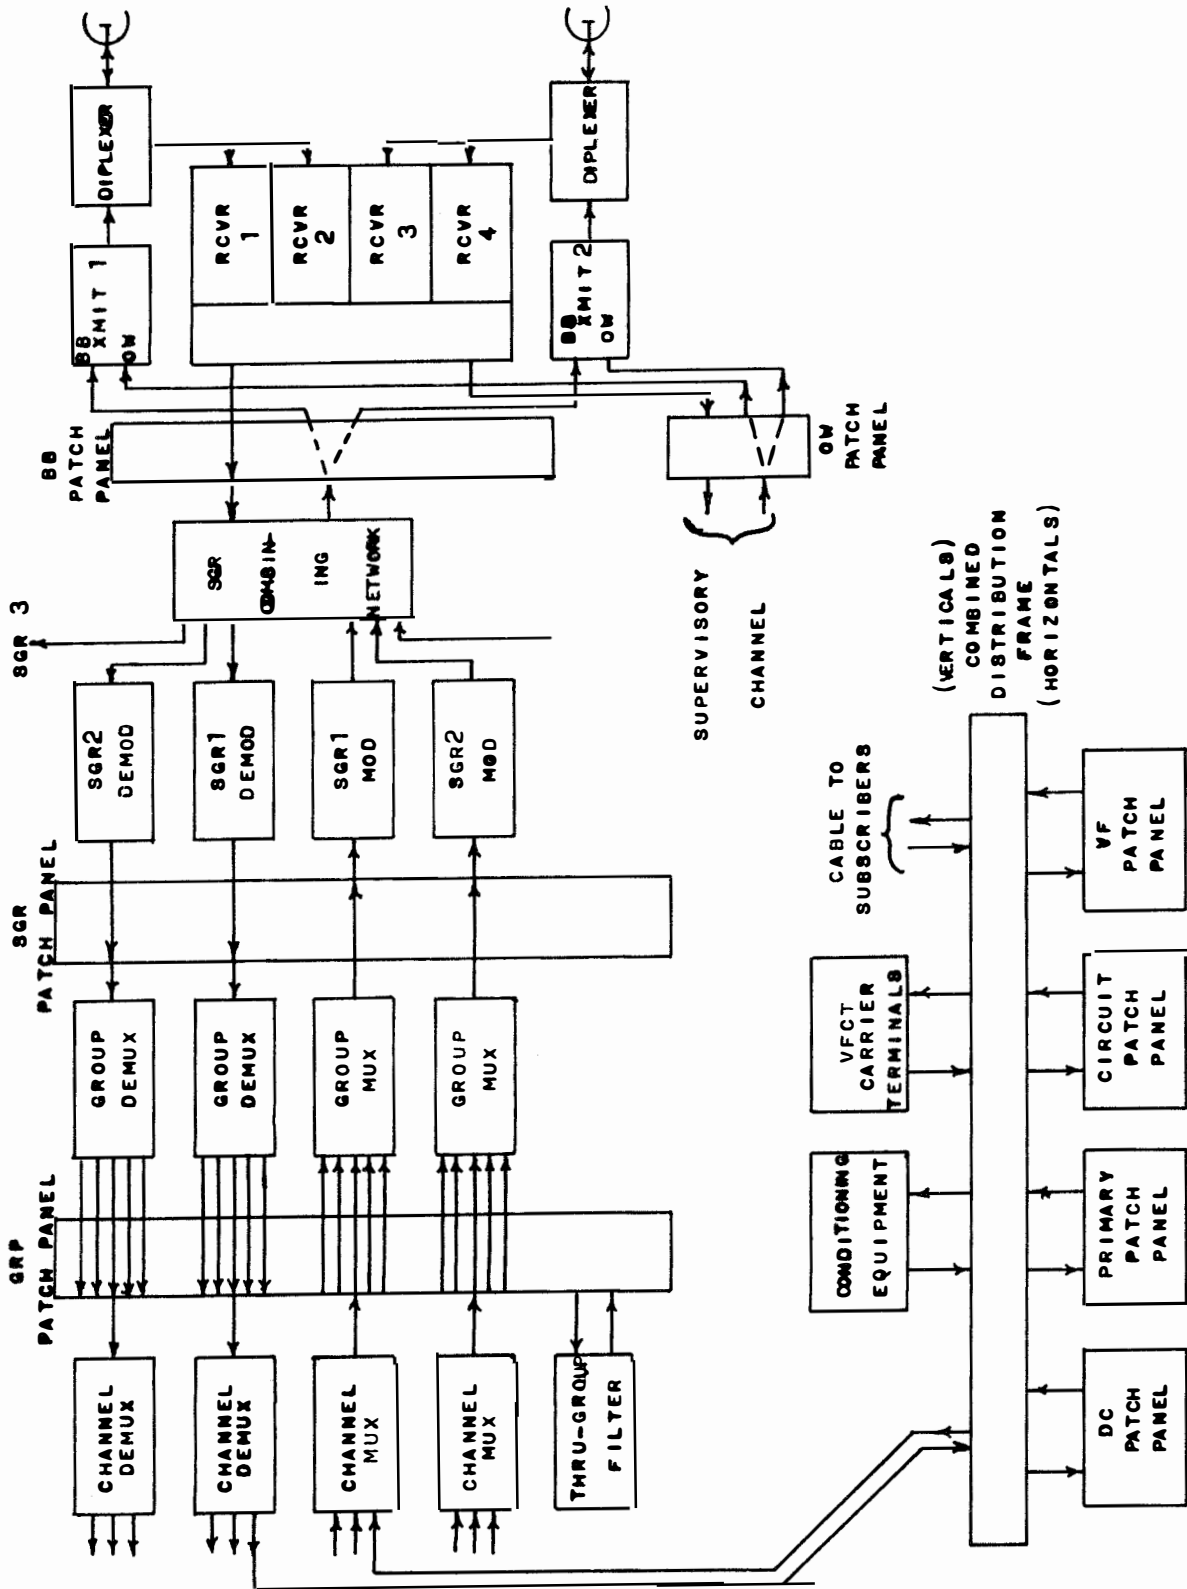 DIPLEXER
BB
XMIT 1
OW
RCVR
1
RCVR
2
RCVR
3
RCVR
4
DIPLEXER
BB
XMIT 2
OW
BB
PATCH
PANEL
OW
PATCH
PANEL
SUPERVISORY
CHANNEL
SGR 3
SGR
COMBIN-
ING
NETWORK
SGR2
DEMOD
SGR1
DEMOD
SGR1
MOD
SGR2
MOD
SGR
PATCH PANEL
GROUP
DEMUX
GROUP
DEMUX
GROUP
MUX
GROUP
MUX
GRP
PATCH PANEL
CHANNEL
DEMUX
CHANNEL
DEMUX
CHANNEL
MUX
CHANNEL
MUX
THRU-GROUP
FILTER
(VERTICALS)
COMBINED
DISTRIBUTION
FRAME
(HORIZONTALS)
CABLE TO
SUBSCRIBERS
VFCT
CARRIER
TERMINALS
CONDITIONING
EQUIPMENT
VF
PATCH
PANEL
CIRCUIT
PATCH
PANEL
PRIMARY
PATCH
PANEL
DC
PATCH
PANEL